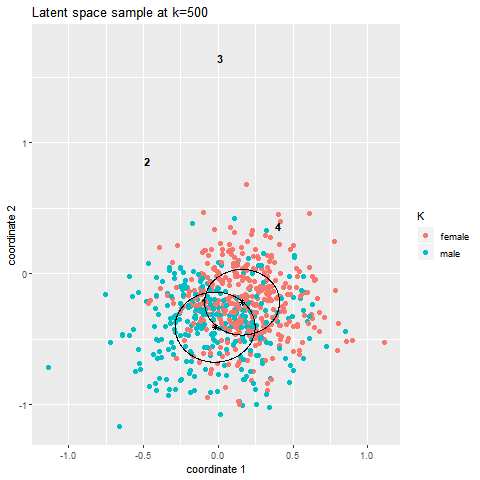 Latent space sample at k=500
3
2
4
1
0
-1
-1.0 -0.5 0.0 0.5 1.0
coordinate 1
coordinate 2
K
female
male